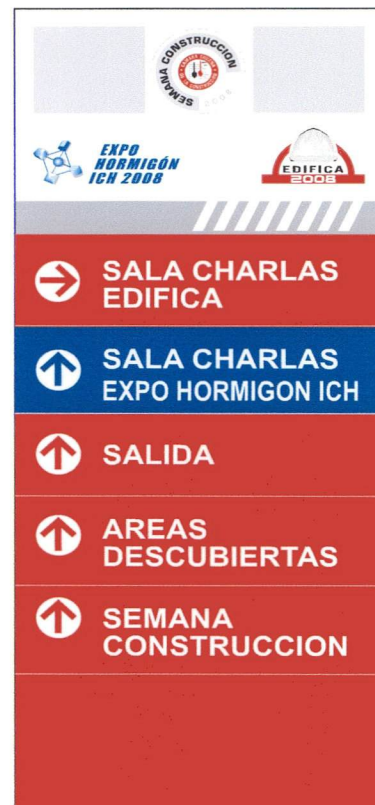 SEMANA CONSTRUCCION
2008
EXPO
HORMIGÓN
ICH 2008
EDIFICA
2008
SALA CHARLAS
EDIFICA
SALA CHARLAS
EXPO HORMIGON ICH
SALIDA
AREAS
DESCUBIERTAS
SEMANA
CONSTRUCCION